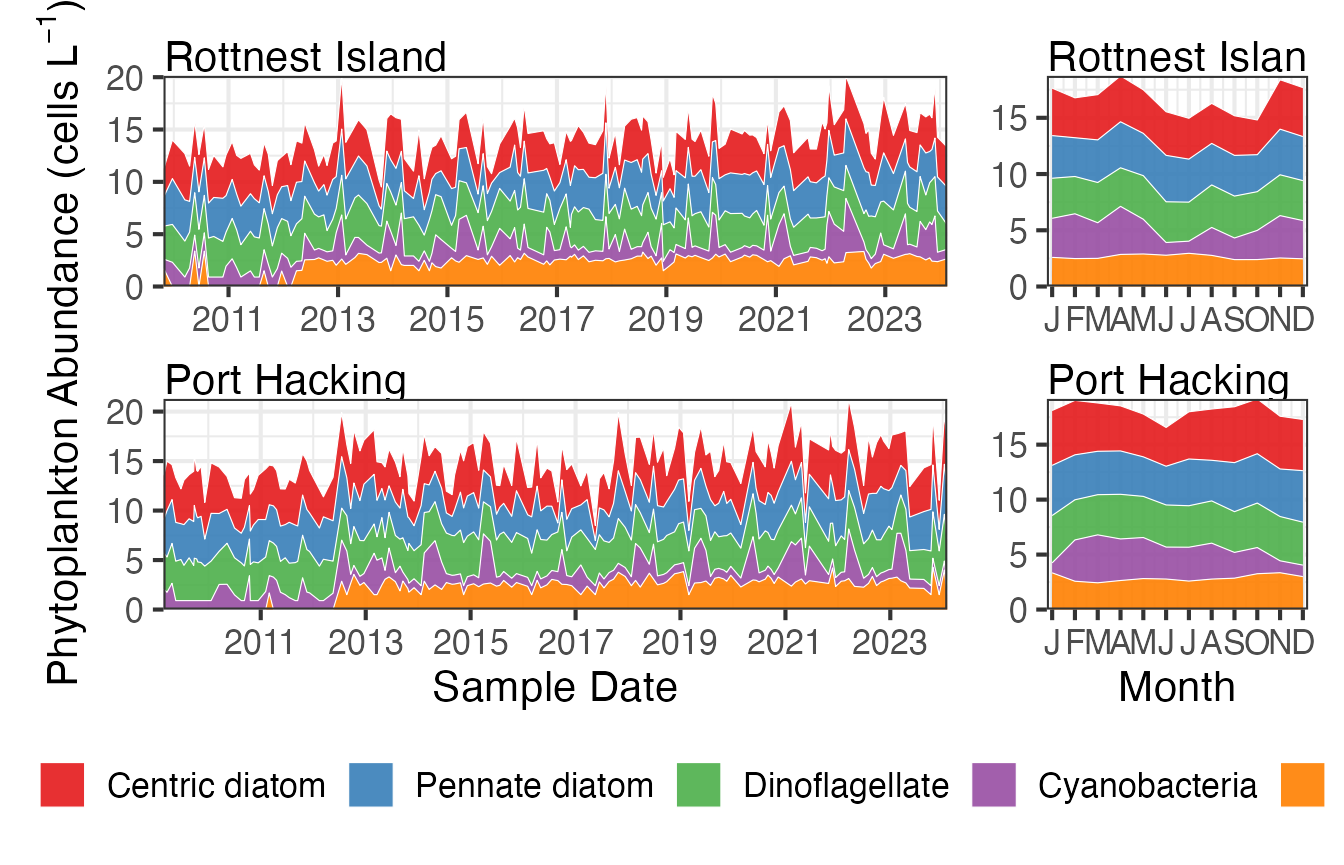 Phytoplankton Abundance (cells L⁻¹)
Rottnest Island
20
15
10
5
0
2011 2013 2015 2017 2019 2021 2023
Rottnest Islan
15
10
5
0
J F M A M J J A S O N D
Port Hacking
20
15
10
5
0
2011 2013 2015 2017 2019 2021 2023
Sample Date
Port Hacking
15
10
5
0
J F M A M J J A S O N D
Month
Centric diatom Pennate diatom Dinoflagellate Cyanobacteria